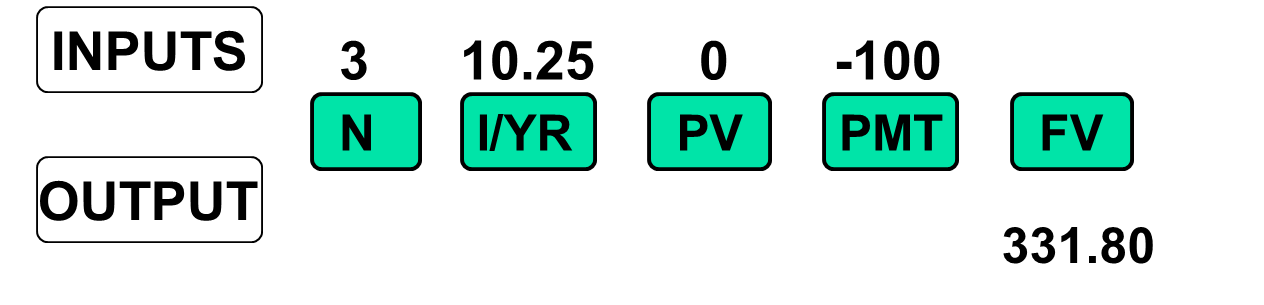 INPUTS 3 10.25 0 -100
N I/YR PV PMT FV
OUTPUT
331.80